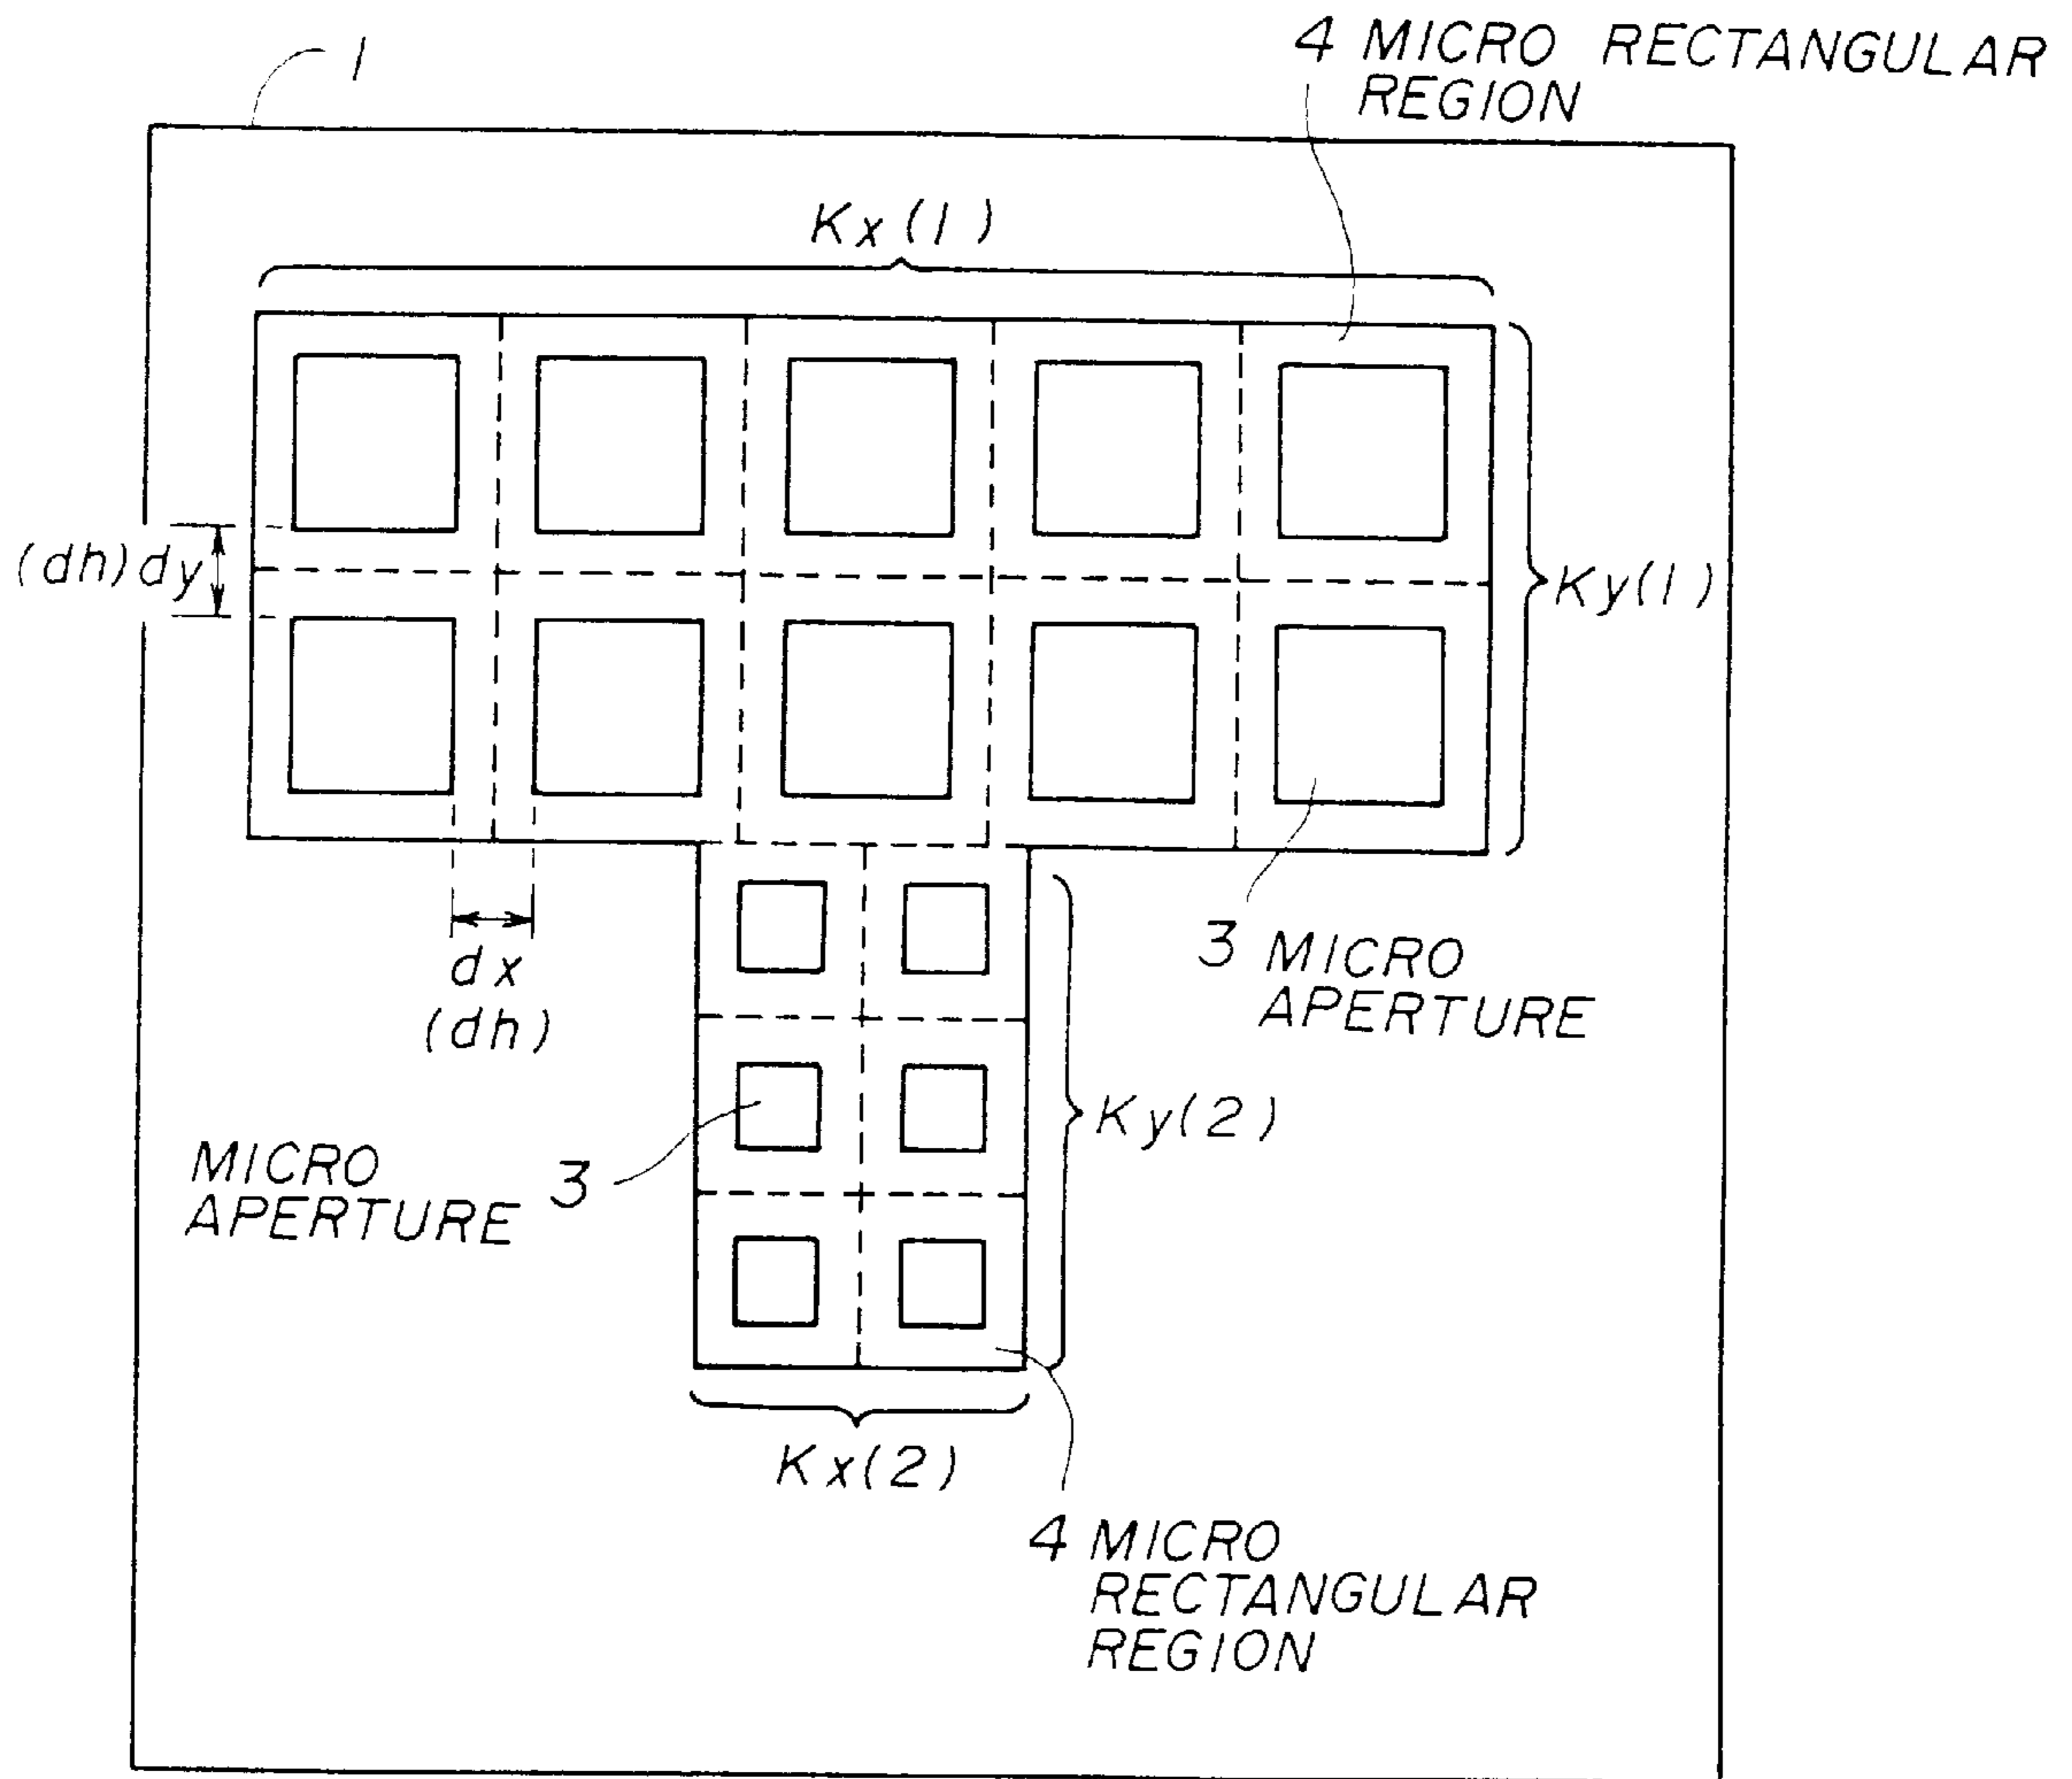 1
4 MICRO RECTANGULAR
REGION
Kx(1)
(dh)dy
Ky(1)
dx
(dh)
3 MICRO
APERTURE
Ky(2)
MICRO
APERTURE 3
Kx(2)
4 MICRO
RECTANGULAR
REGION